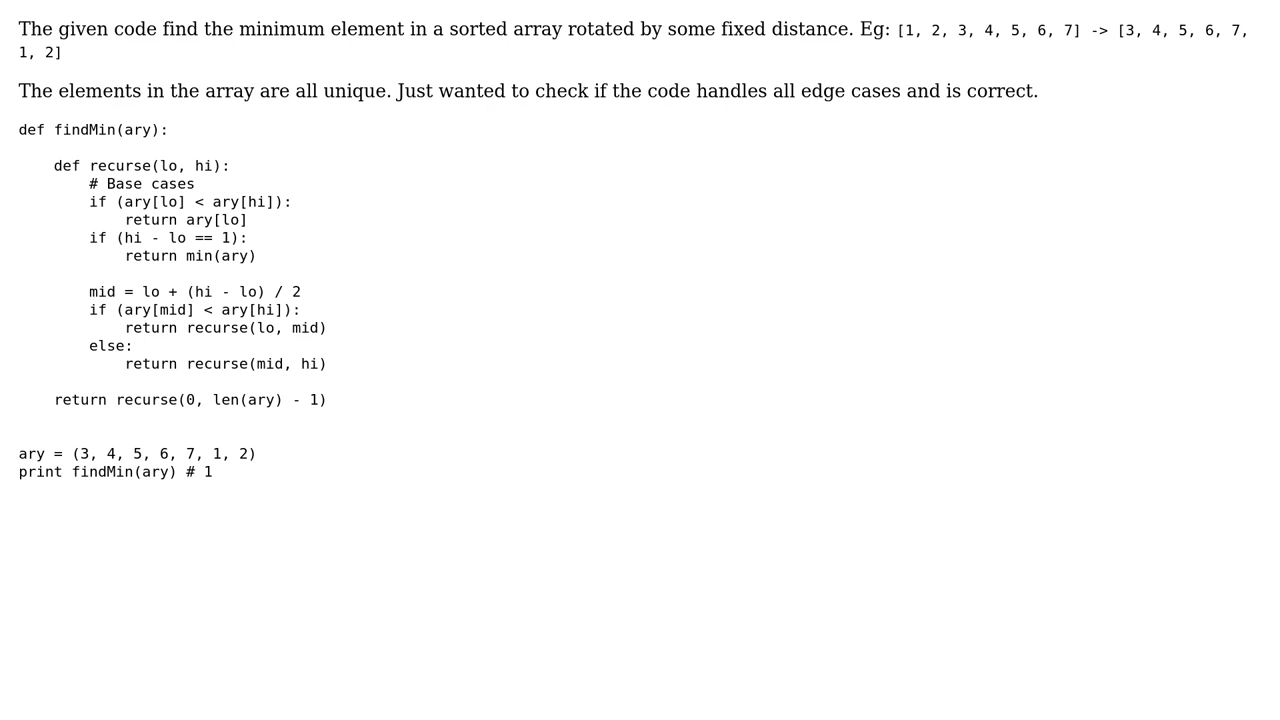 The given code find the minimum element in a sorted array rotated by some fixed distance. Eg: [1, 2, 3, 4, 5, 6, 7] -> [3, 4, 5, 6, 7,
1, 2]
The elements in the array are all unique. Just wanted to check if the code handles all edge cases and is correct.
def findMin(ary):
    def recurse(lo, hi):
        # Base cases
        if (ary[lo] < ary[hi]):
            return ary[lo]
        if (hi - lo == 1):
            return min(ary)
        mid = lo + (hi - lo) / 2
        if (ary[mid] < ary[hi]):
            return recurse(lo, mid)
        else:
            return recurse(mid, hi)
    return recurse(0, len(ary) - 1)
ary = (3, 4, 5, 6, 7, 1, 2)
print findMin(ary) # 1